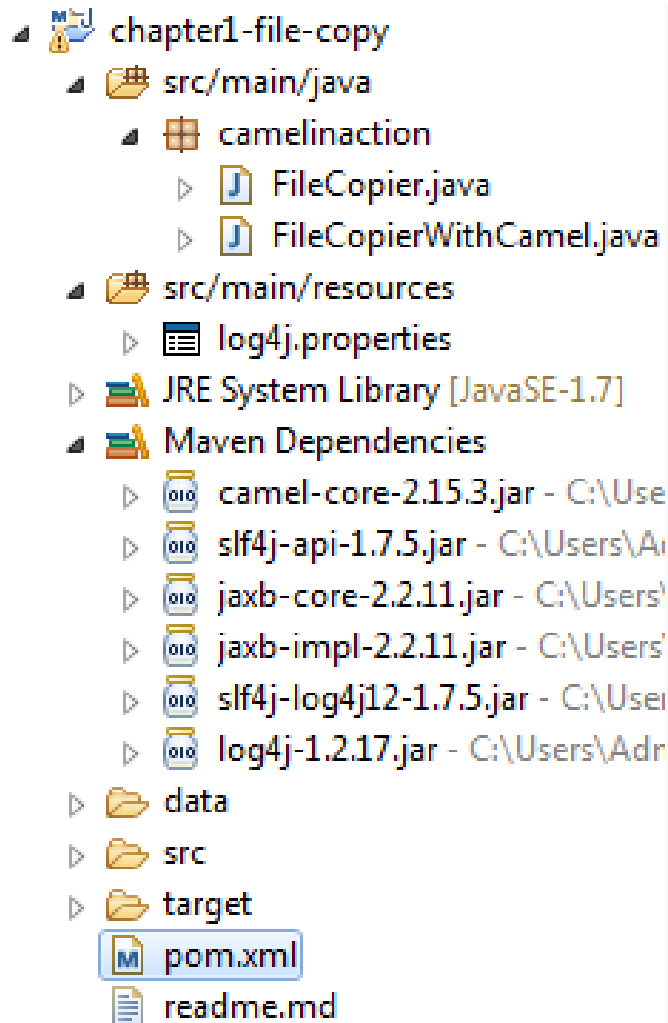 chapter1-file-copy
src/main/java
camelinaction
FileCopier.java
FileCopierWithCamel.java
src/main/resources
log4j.properties
JRE System Library [JavaSE-1.7]
Maven Dependencies
camel-core-2.15.3.jar - C:\Use
slf4j-api-1.7.5.jar - C:\Users\A
jaxb-core-2.2.11.jar - C:\Users\
jaxb-impl-2.2.11.jar - C:\Users\
slf4j-log4j12-1.7.5.jar - C:\User
log4j-1.2.17.jar - C:\Users\Adm
data
src
target
pom.xml
readme.md